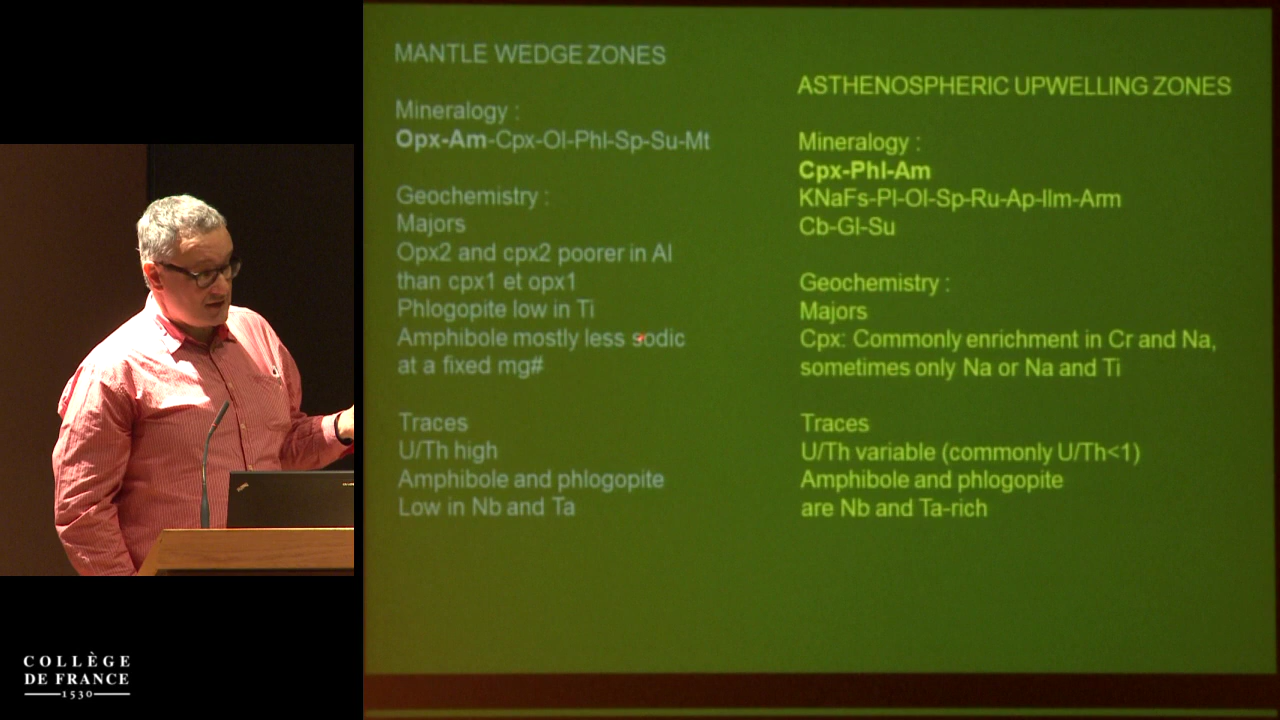 MANTLE WEDGE ZONES
Mineralogy :
Opx-Am-Cpx-Ol-Phl-Sp-Su-Mt
Geochemistry :
Majors
Opx2 and cpx2 poorer in Al
than cpx1 et opx1
Phlogopite low in Ti
Amphibole mostly less sodic
at a fixed mg#
Traces
U/Th high
Amphibole and phlogopite
Low in Nb and Ta
ASTHENOSPHERIC UPWELLING ZONES
Mineralogy :
Cpx-Phl-Am
KNaFs-Pl-Ol-Sp-Ru-Ap-Ilm-Arm
Cb-Gl-Su
Geochemistry :
Majors
Cpx: Commonly enrichment in Cr and Na,
sometimes only Na or Na and Ti
Traces
U/Th variable (commonly U/Th<1)
Amphibole and phlogopite
are Nb and Ta-rich
COLLÈGE
DE FRANCE
1530